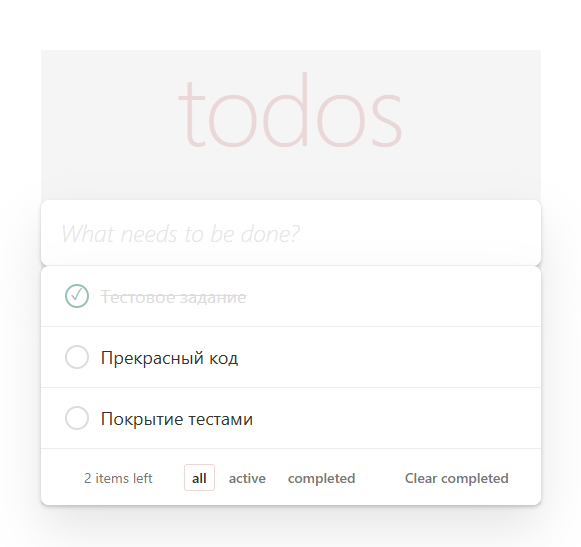 todos
What needs to be done?
Тестовое задание
Прекрасный код
Покрытие тестами
2 items left all active completed Clear completed